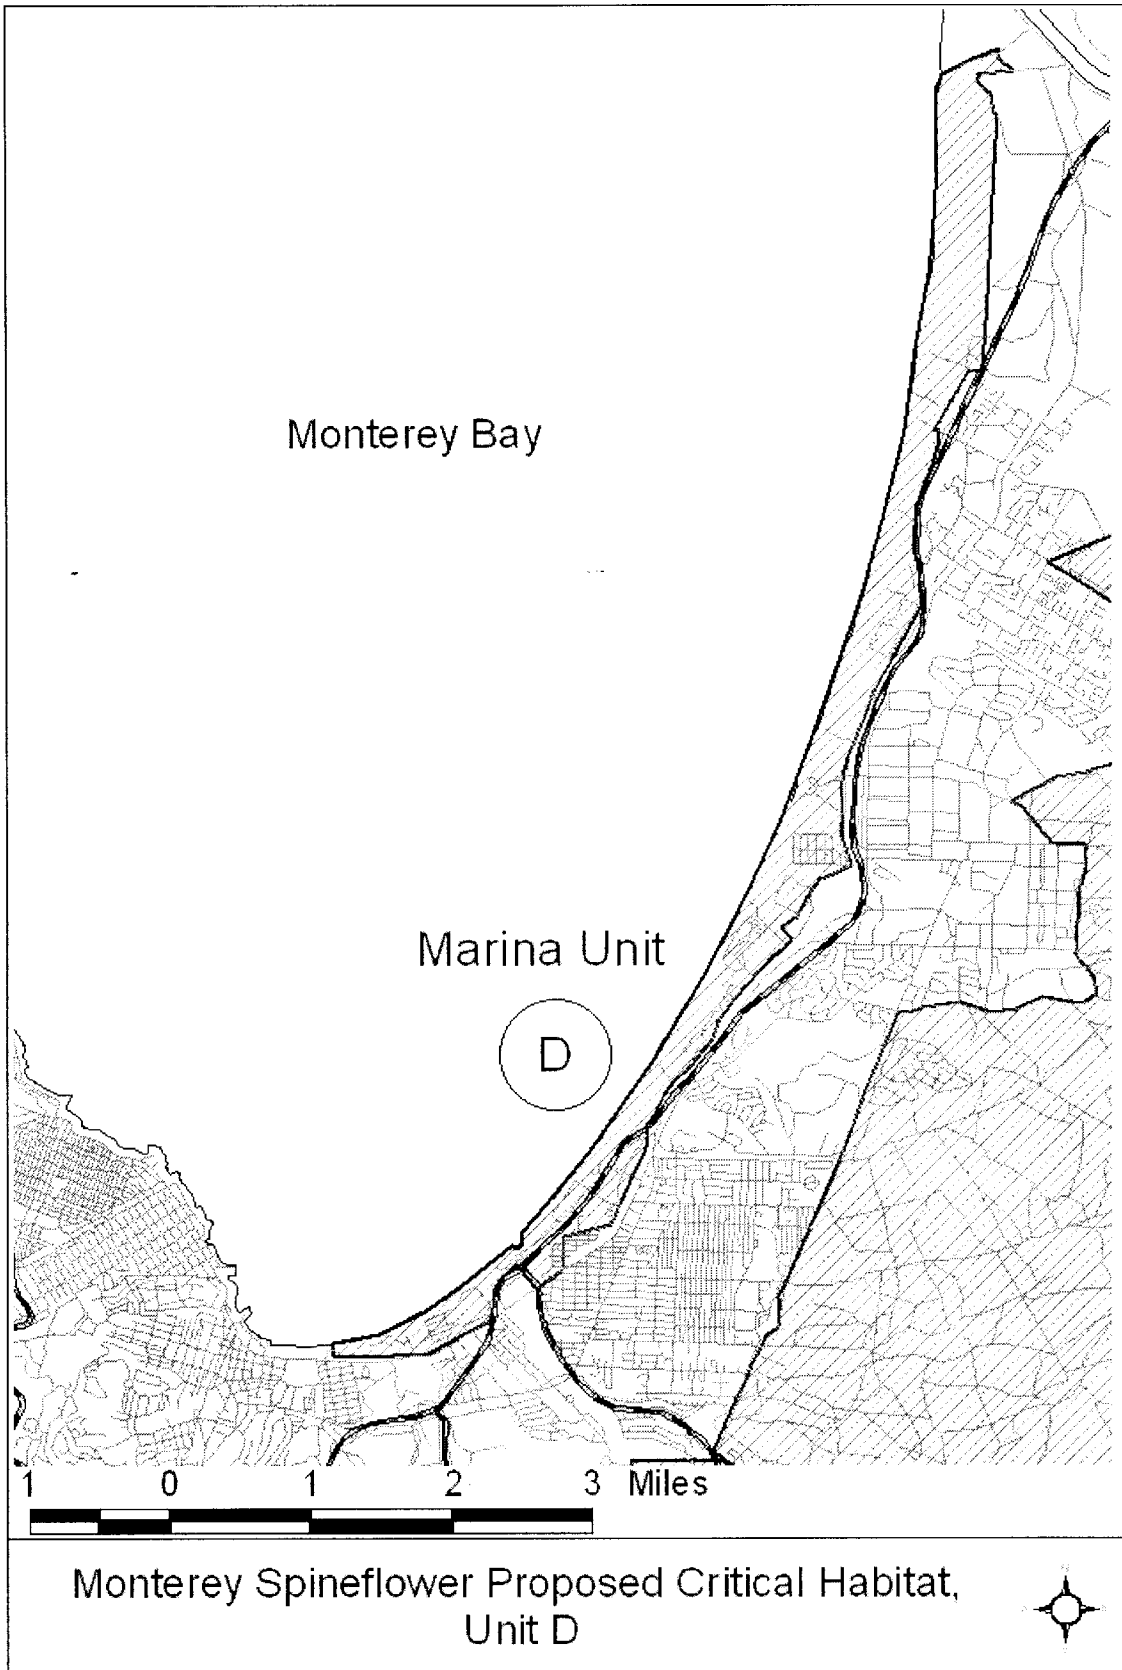 Monterey Bay
Marina Unit
D
1 0 1 2 3 Miles
Monterey Spineflower Proposed Critical Habitat,
Unit D